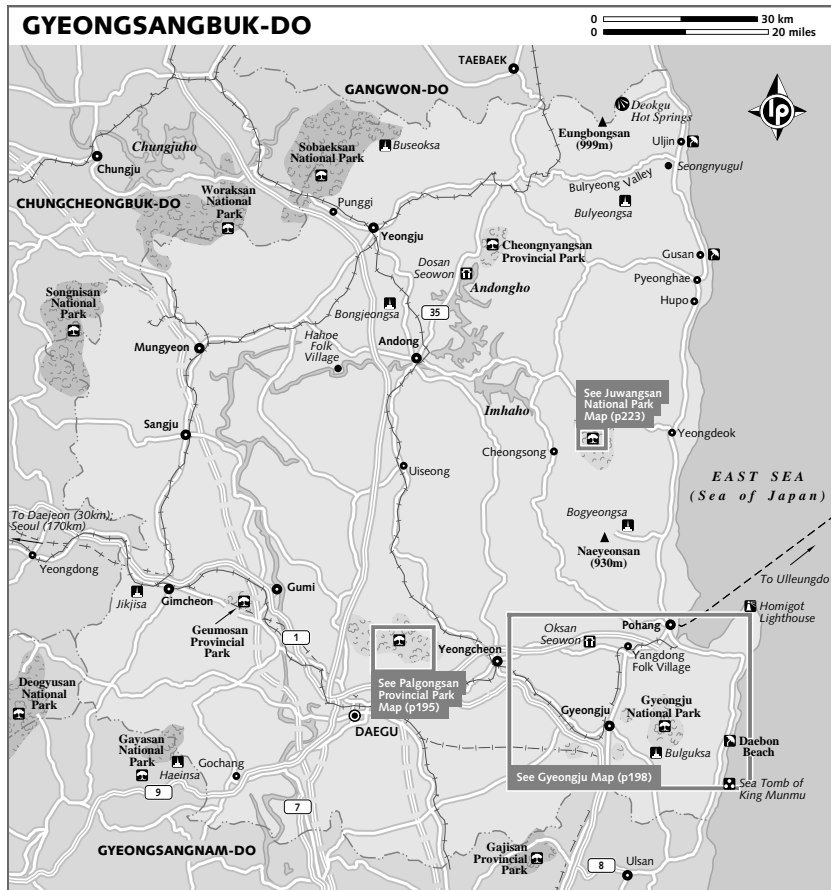 GYEONGSANGBUK-DO
0 30 km
0 20 miles
TAEBAEK
GANGWON-DO
Deokgu
Hot Springs
lp
Eungbongsan
(999m)
Uljin
Chungjuho
Sobaeksan
National Park
Buseoksa
Chungju
Seongnyugul
Bulryeong Valley
Woraksan
National
Park
CHUNGCHEONGBUK-DO
Punggi
Bulyeongsa
Yeongju
Cheongnyangsan
Provincial Park
Gusan
Dosan
Seowon
Andongho
Pyeonghae
Songnisan
National
Park
Bongjeongsa
35
Hupo
Hahoe
Folk
Village
Mungyeon
Andong
See Juwangsan
National Park
Map (p223)
Imhaho
Sangju
Yeongdeok
Cheongsong
Uiseong
EAST SEA
(Sea of Japan)
To Daejeon (30km);
Seoul (170km)
Bogyeongsa
Naeyeonsan
(930m)
Yeongdong
To Ulleungdo
Jikjisa
Gimcheon
Gumi
Homigot
Lighthouse
Geumosan
Provincial
Park
1
Oksan
Seowon
Pohang
Yeongcheon
Yangdong
Folk Village
See Palgongsan
Provincial Park
Map (p195)
Deogyusan
National
Park
Gyeongju
National Park
Gyeongju
DAEGU
Daebon
Beach
Gayasan
National
Park
Haeinsa
Gochang
Bulguksa
See Gyeongju Map (p198)
Sea Tomb of
King Munmu
9
7
GYEONGSANGNAM-DO
Gajisan
Provincial
Park
8
Ulsan